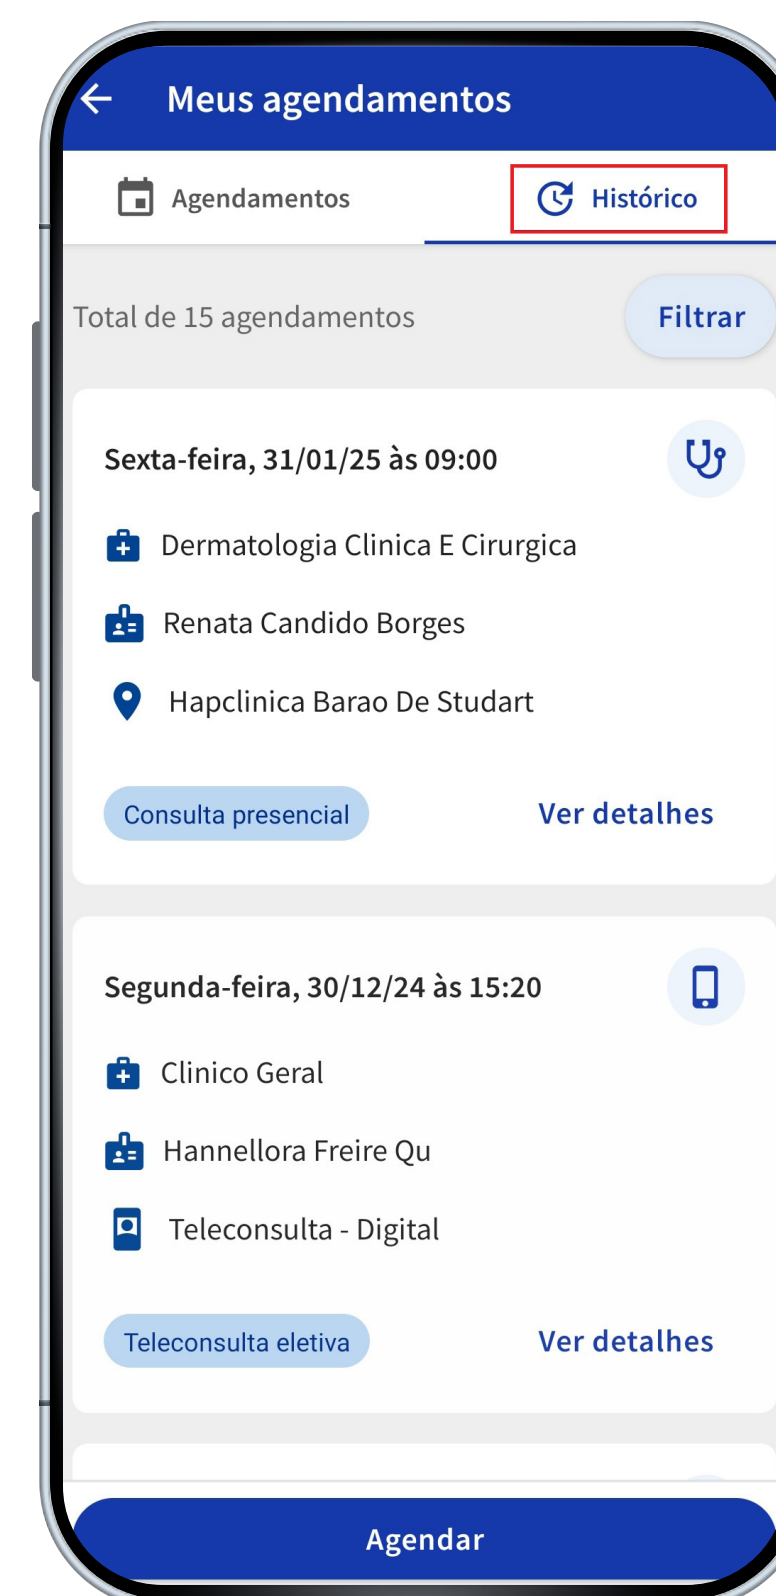 Meus agendamentos
Agendamentos
Histórico
Total de 15 agendamentos
Filtrar
Sexta-feira, 31/01/25 às 09:00
Dermatologia Clinica E Cirurgica
Renata Candido Borges
Hapclinica Barao De Studart
Consulta presencial
Ver detalhes
Segunda-feira, 30/12/24 às 15:20
Clinico Geral
Hannellora Freire Qu
Teleconsulta - Digital
Teleconsulta eletiva
Ver detalhes
Agendar